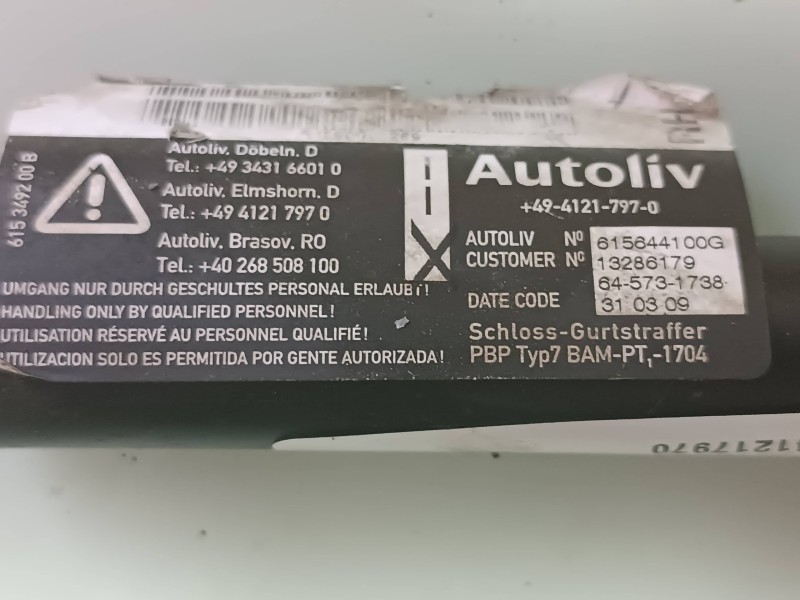 RH
615 3492 00 B
Autoliv. Döbeln. D
Tel.: +49 3431 6601 0
Autoliv. Elmshorn. D
Tel.: +49 4121 797 0
Autoliv. Brasov. RO
Tel.: +40 268 508 100
UMGANG NUR DURCH GESCHULTES PERSONAL ERLAUBT!
HANDLING ONLY BY QUALIFIED PERSONNEL!
UTILISATION RÉSERVÉ AU PERSONNEL QUALIFIÉ!
UTILIZACION SOLO ES PERMITIDA POR GENTE AUTORIZADA!
Autoliv
+49-4121-797-0
AUTOLIV Nº 615644100G
CUSTOMER Nº 13286179
64-573-1738
DATE CODE 31 03 09
Schloss-Gurtstraffer
PBP Typ7 BAM-PT,-1704